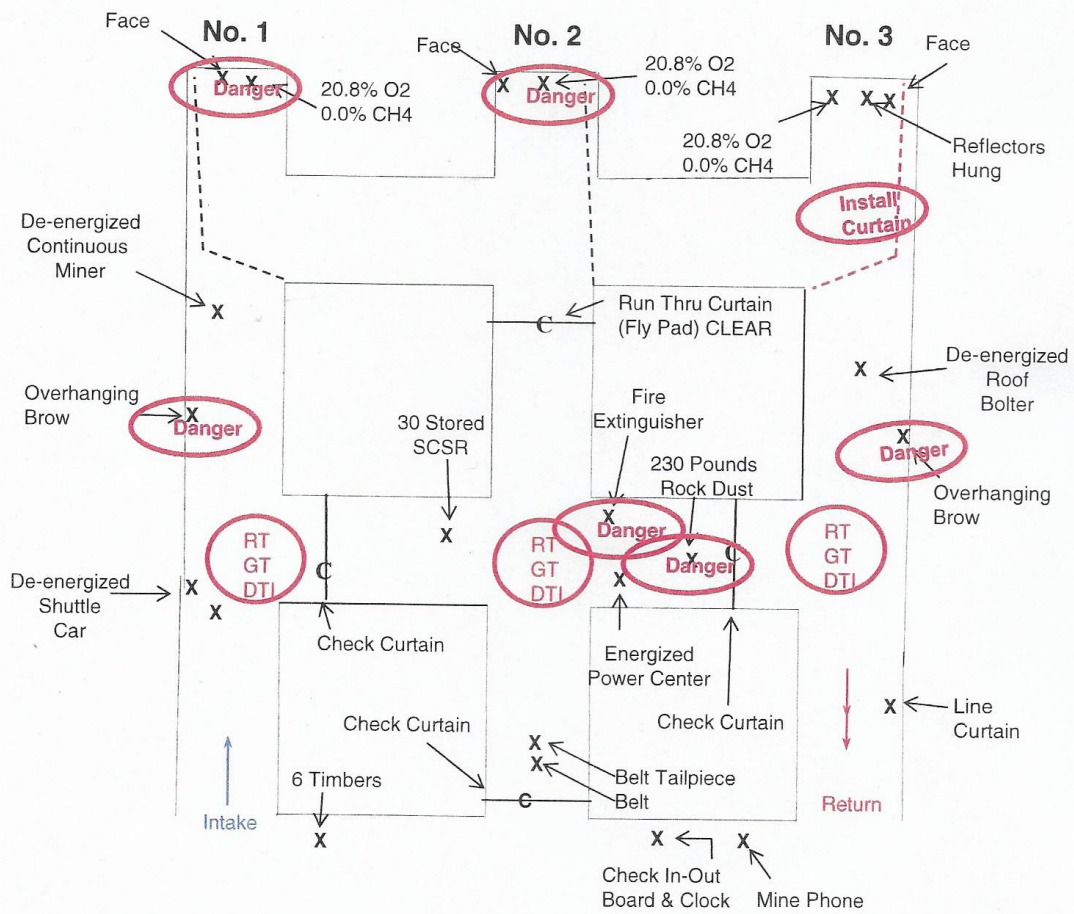 No. 1
No. 2
No. 3
Face
Face
Face
X X
Danger
20.8% O2
0.0% CH4
X X
Danger
20.8% O2
0.0% CH4
X X X
20.8% O2
0.0% CH4
Reflectors
Hung
Install
Curtain
De-energized
Continuous
Miner
X
C
Run Thru Curtain
(Fly Pad) CLEAR
X
De-energized
Roof
Bolter
Overhanging
Brow
X
Danger
30 Stored
SCSR
X
Fire
Extinguisher
X
Danger
230 Pounds
Rock Dust
X
Danger
C
X
Danger
Overhanging
Brow
RT
GT
DTI
C
RT
GT
DTI
RT
GT
DTI
De-energized
Shuttle
Car
X
X
Check Curtain
X
Energized
Power Center
Check Curtain
X
Line
Curtain
Check Curtain
X
X
Belt Tailpiece
Belt
C
6 Timbers
X
Intake
Return
X
Check In-Out
Board & Clock
X
Mine Phone